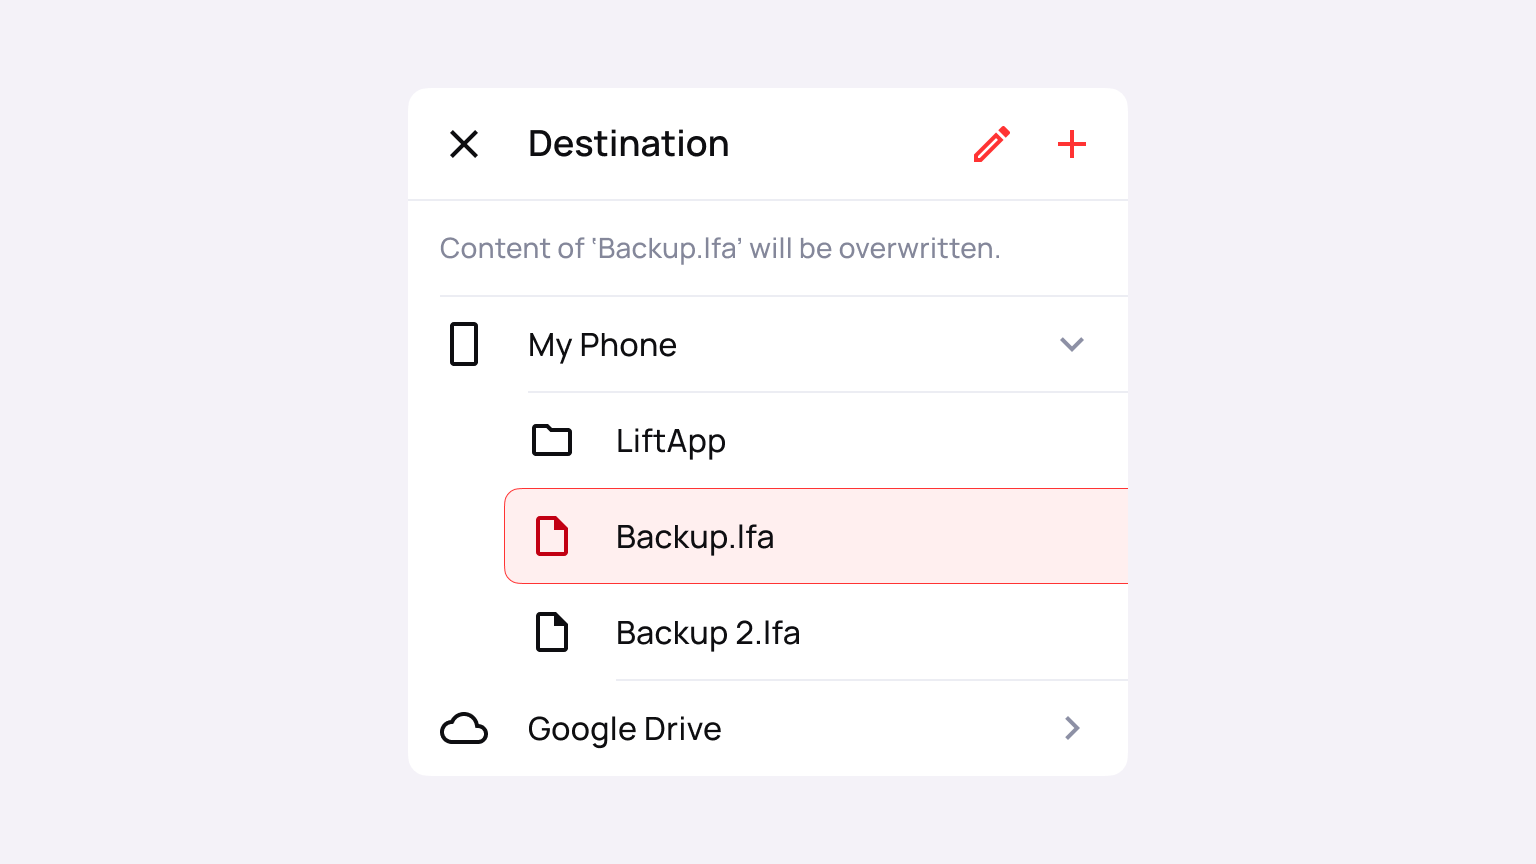 Destination
Content of ‘Backup.lfa’ will be overwritten.
My Phone
LiftApp
Backup.lfa
Backup 2.lfa
Google Drive